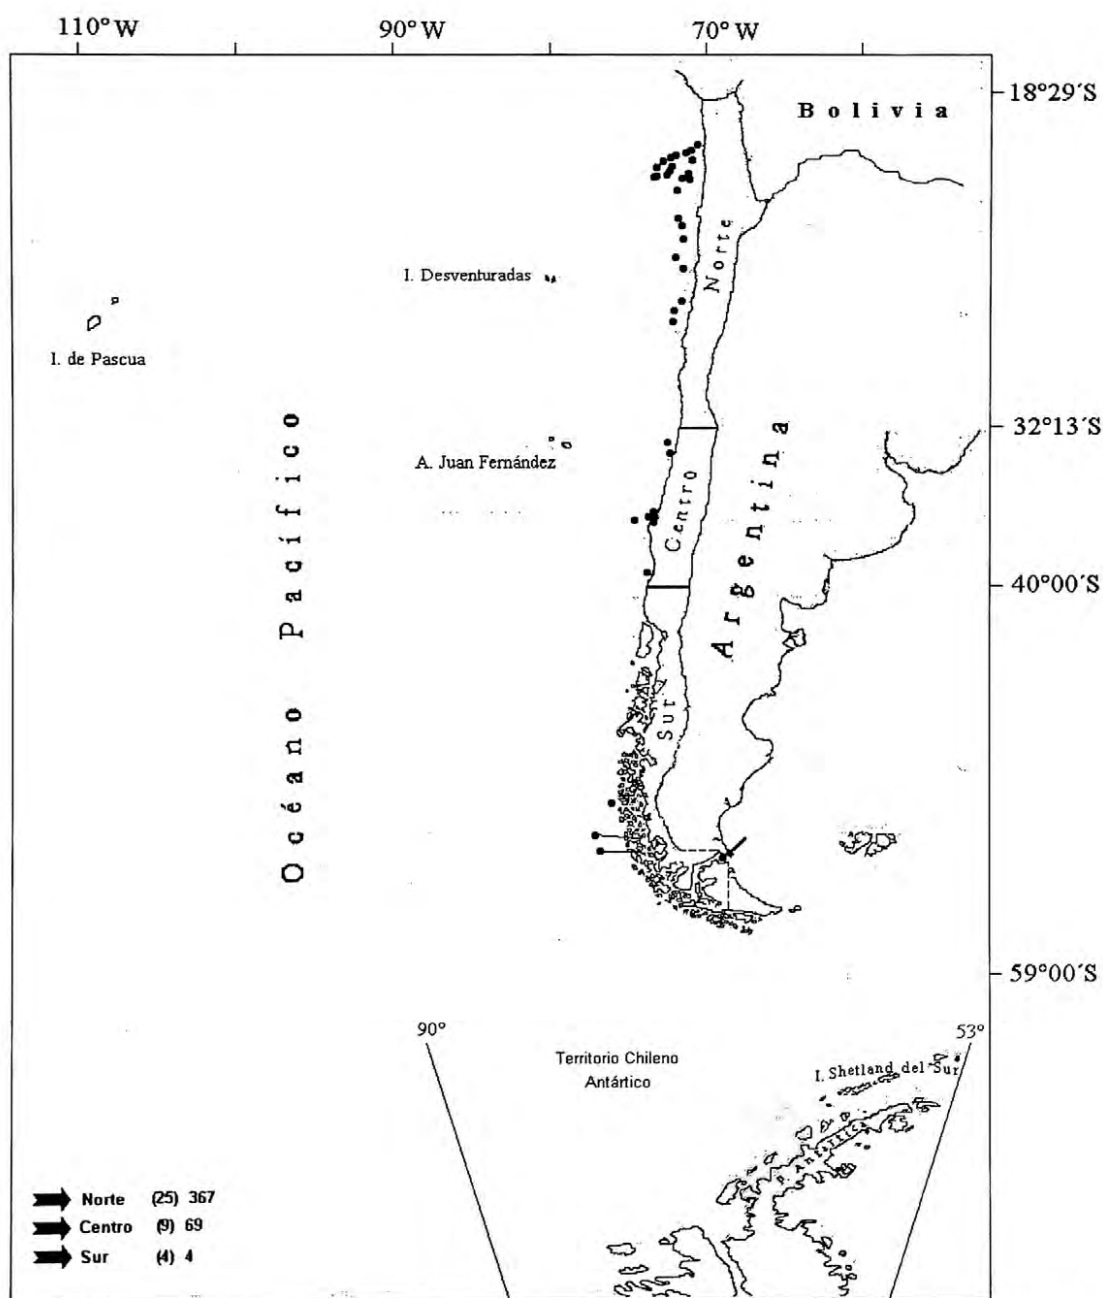 110°W
90°W
70°W
18°29´S
Bolivia
Norte
I. Desventuradas
I. de Pascua
32°13´S
A. Juan Fernández
Centro
Argentina
Océano Pacífico
40°00´S
Sur
59°00´S
90°
53°
Territorio Chileno
Antártico
I. Shetland del Sur
P. Antártica
Norte (25) 367
Centro (9) 69
Sur (4) 4